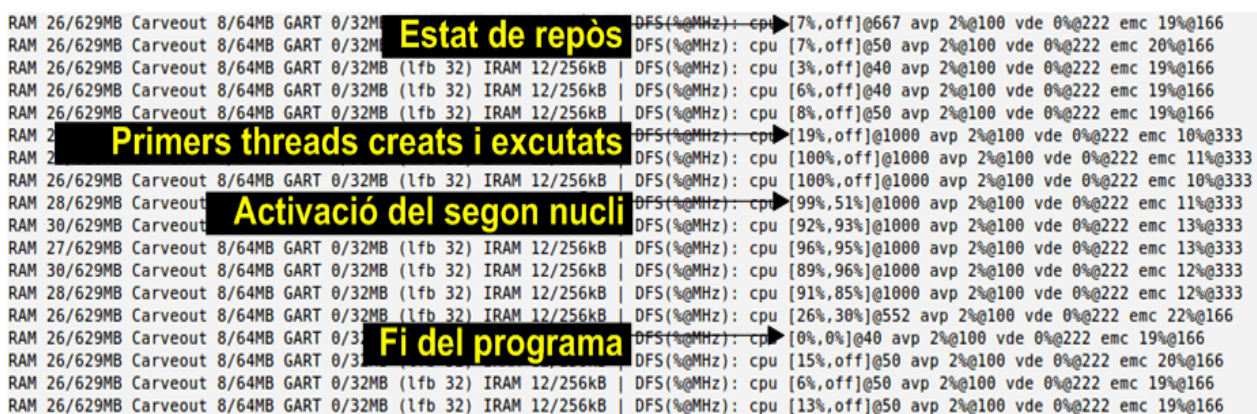 RAM 26/629MB Carveout 8/64MB GART 0/32M Estat de repòs DFS(%@MHz): cpu [7%,off]@667 avp 2%@100 vde 0%@222 emc 19%@166
RAM 26/629MB Carveout 8/64MB GART 0/32M DFS(%@MHz): cpu [7%,off]@50 avp 2%@100 vde 0%@222 emc 20%@166
RAM 26/629MB Carveout 8/64MB GART 0/32MB (lfb 32) IRAM 12/256kB | DFS(%@MHz): cpu [3%,off]@40 avp 2%@100 vde 0%@222 emc 19%@166
RAM 26/629MB Carveout 8/64MB GART 0/32MB (lfb 32) IRAM 12/256kB | DFS(%@MHz): cpu [6%,off]@40 avp 2%@100 vde 0%@222 emc 19%@166
RAM 26/629MB Carveout 8/64MB GART 0/32MB (lfb 32) IRAM 12/256kB | DFS(%@MHz): cpu [8%,off]@50 avp 2%@100 vde 0%@222 emc 19%@166
RAM 2 Primers threads creats i excutats DFS(%@MHz): cpu [19%,off]@1000 avp 2%@100 vde 0%@222 emc 10%@333
RAM 2 DFS(%@MHz): cpu [100%,off]@1000 avp 2%@100 vde 0%@222 emc 11%@333
RAM 26/629MB Carveout 8/64MB GART 0/32MB (lfb 32) IRAM 12/256kB | DFS(%@MHz): cpu [100%,off]@1000 avp 2%@100 vde 0%@222 emc 10%@333
RAM 28/629MB Carveout Activació del segon nucli DFS(%@MHz): cpu [99%,51%]@1000 avp 2%@100 vde 0%@222 emc 11%@333
RAM 30/629MB Carveout DFS(%@MHz): cpu [92%,93%]@1000 avp 2%@100 vde 0%@222 emc 13%@333
RAM 27/629MB Carveout 8/64MB GART 0/32MB (lfb 32) IRAM 12/256kB | DFS(%@MHz): cpu [96%,95%]@1000 avp 2%@100 vde 0%@222 emc 13%@333
RAM 30/629MB Carveout 8/64MB GART 0/32MB (lfb 32) IRAM 12/256kB | DFS(%@MHz): cpu [89%,96%]@1000 avp 2%@100 vde 0%@222 emc 12%@333
RAM 28/629MB Carveout 8/64MB GART 0/32MB (lfb 32) IRAM 12/256kB | DFS(%@MHz): cpu [91%,85%]@1000 avp 2%@100 vde 0%@222 emc 12%@333
RAM 26/629MB Carveout 8/64MB GART 0/32MB (lfb 32) IRAM 12/256kB | DFS(%@MHz): cpu [26%,30%]@552 avp 2%@100 vde 0%@222 emc 22%@166
RAM 26/629MB Carveout 8/64MB GART 0/32 Fi del programa DFS(%@MHz): cpu [0%,0%]@40 avp 2%@100 vde 0%@222 emc 19%@166
RAM 26/629MB Carveout 8/64MB GART 0/32 DFS(%@MHz): cpu [15%,off]@50 avp 2%@100 vde 0%@222 emc 20%@166
RAM 26/629MB Carveout 8/64MB GART 0/32MB (lfb 32) IRAM 12/256kB | DFS(%@MHz): cpu [6%,off]@50 avp 2%@100 vde 0%@222 emc 19%@166
RAM 26/629MB Carveout 8/64MB GART 0/32MB (lfb 32) IRAM 12/256kB | DFS(%@MHz): cpu [13%,off]@50 avp 2%@100 vde 0%@222 emc 19%@166